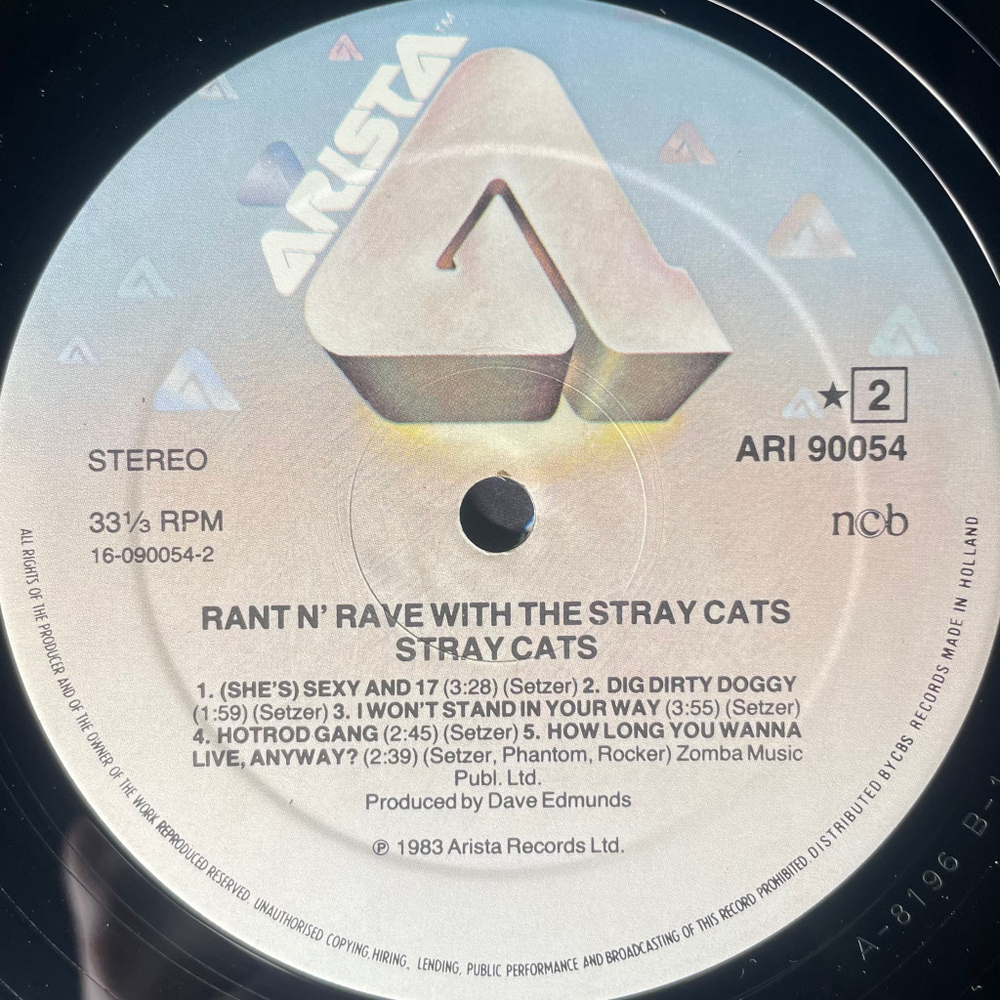 ARISTA™
★ 2
STEREO
ARI 90054
33⅓ RPM
ncb
16-090054-2
RANT N' RAVE WITH THE STRAY CATS
STRAY CATS
1. (SHE'S) SEXY AND 17 (3:28) (Setzer) 2. DIG DIRTY DOGGY
(1:59) (Setzer) 3. I WON'T STAND IN YOUR WAY (3:55) (Setzer)
4. HOTROD GANG (2:45) (Setzer) 5. HOW LONG YOU WANNA
LIVE, ANYWAY? (2:39) (Setzer, Phantom, Rocker) Zomba Music
Publ. Ltd.
Produced by Dave Edmunds
℗ 1983 Arista Records Ltd.
ALL RIGHTS OF THE PRODUCER AND OF THE OWNER OF THE WORK REPRODUCED RESERVED. UNAUTHORISED COPYING, HIRING, LENDING, PUBLIC PERFORMANCE AND BROADCASTING OF THIS RECORD PROHIBITED. DISTRIBUTED BY CBS RECORDS MADE IN HOLLAND
A-8196 B-1